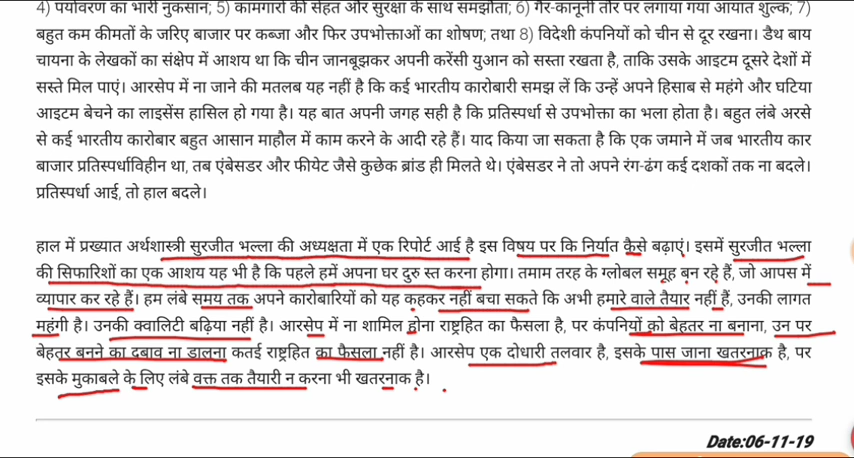 4) पर्यावरण का भारी नुकसान; 5) कामगारों की सेहत और सुरक्षा के साथ समझौता; 6) गैर-कानूनी तौर पर लगाया गया आयात शुल्क; 7)
बहुत कम कीमतों के जरिए बाजार पर कब्जा और फिर उपभोक्ताओं का शोषण; तथा 8) विदेशी कंपनियों को चीन से दूर रखना। डैथ बाय
चायना के लेखकों का संक्षेप में आशय था कि चीन जानबूझकर अपनी करेंसी युआन को सस्ता रखता है, ताकि उसके आइटम दूसरे देशों में
सस्ते मिल पाएं। आरसेप में ना जाने की मतलब यह नहीं है कि कई भारतीय कारोबारी समझ लें कि उन्हें अपने हिसाब से महंगे और घटिया
आइटम बेचने का लाइसेंस हासिल हो गया है। यह बात अपनी जगह सही है कि प्रतिस्पर्धा से उपभोक्ता का भला होता है। बहुत लंबे अरसे
से कई भारतीय कारोबार बहुत आसान माहौल में काम करने के आदी रहे हैं। याद किया जा सकता है कि एक जमाने में जब भारतीय कार
बाजार प्रतिस्पर्धाविहीन था, तब एंबेसडर और फीयेट जैसे कुछेक ब्रांड ही मिलते थे। एंबेसडर ने तो अपने रंग-ढंग कई दशकों तक ना बदले।
प्रतिस्पर्धा आई, तो हाल बदले।
हाल में प्रख्यात अर्थशास्त्री सुरजीत भल्ला की अध्यक्षता में एक रिपोर्ट आई है इस विषय पर कि निर्यात कैसे बढ़ाएं। इसमें सुरजीत भल्ला
की सिफारिशों का एक आशय यह भी है कि पहले हमें अपना घर दुरु स्त करना होगा। तमाम तरह के ग्लोबल समूह बन रहे हैं, जो आपस में
व्यापार कर रहे हैं। हम लंबे समय तक अपने कारोबारियों को यह कहकर नहीं बचा सकते कि अभी हमारे वाले तैयार नहीं हैं, उनकी लागत
महंगी है। उनकी क्वालिटी बढ़िया नहीं है। आरसेप में ना शामिल होना राष्ट्रहित का फैसला है, पर कंपनियों को बेहतर ना बनाना, उन पर
बेहतर बनने का दबाव ना डालना कतई राष्ट्रहित का फैसला नहीं है। आरसेप एक दोधारी तलवार है, इसके पास जाना खतरनाक है, पर
इसके मुकाबले के लिए लंबे वक्त तक तैयारी न करना भी खतरनाक है।
Date:06-11-19